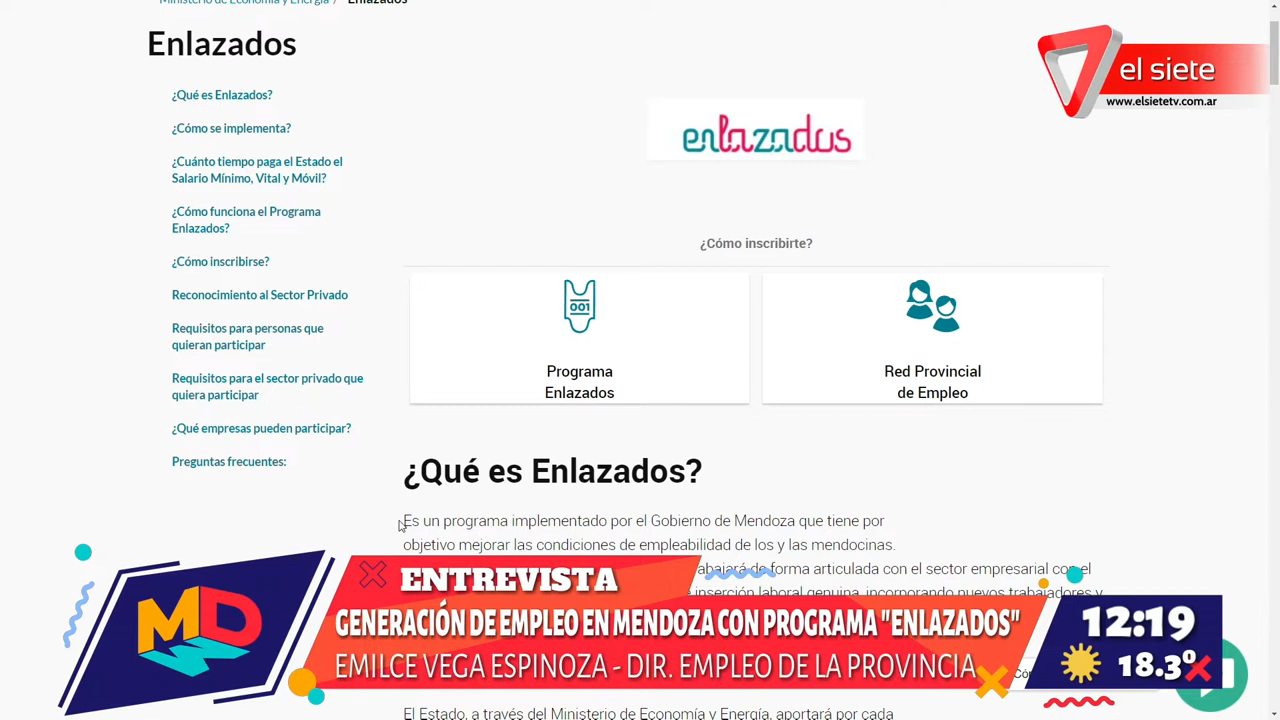 Ministerio de Economía y Energía / Enlazados
Enlazados
¿Qué es Enlazados?
¿Cómo se implementa?
¿Cuánto tiempo paga el Estado el
Salario Mínimo, Vital y Móvil?
¿Cómo funciona el Programa
Enlazados?
¿Cómo inscribirse?
Reconocimiento al Sector Privado
Requisitos para personas que
quieran participar
Requisitos para el sector privado que
quiera participar
¿Qué empresas pueden participar?
Preguntas frecuentes:
el siete
www.elsietetv.com.ar
enlazados
¿Cómo inscribirte?
001
Programa
Enlazados
Red Provincial
de Empleo
¿Qué es Enlazados?
Es un programa implementado por el Gobierno de Mendoza que tiene por
objetivo mejorar las condiciones de empleabilidad de los y las mendocinas.
trabajará de forma articulada con el sector empresarial con el
inserción laboral genuina, incorporando nuevos trabajadores y
MD
ENTREVISTA
GENERACIÓN DE EMPLEO EN MENDOZA CON PROGRAMA "ENLAZADOS"
EMILCE VEGA ESPINOZA - DIR. EMPLEO DE LA PROVINCIA
12:19
18.3º
El Estado, a través del Ministerio de Economía y Energía, aportará por cada